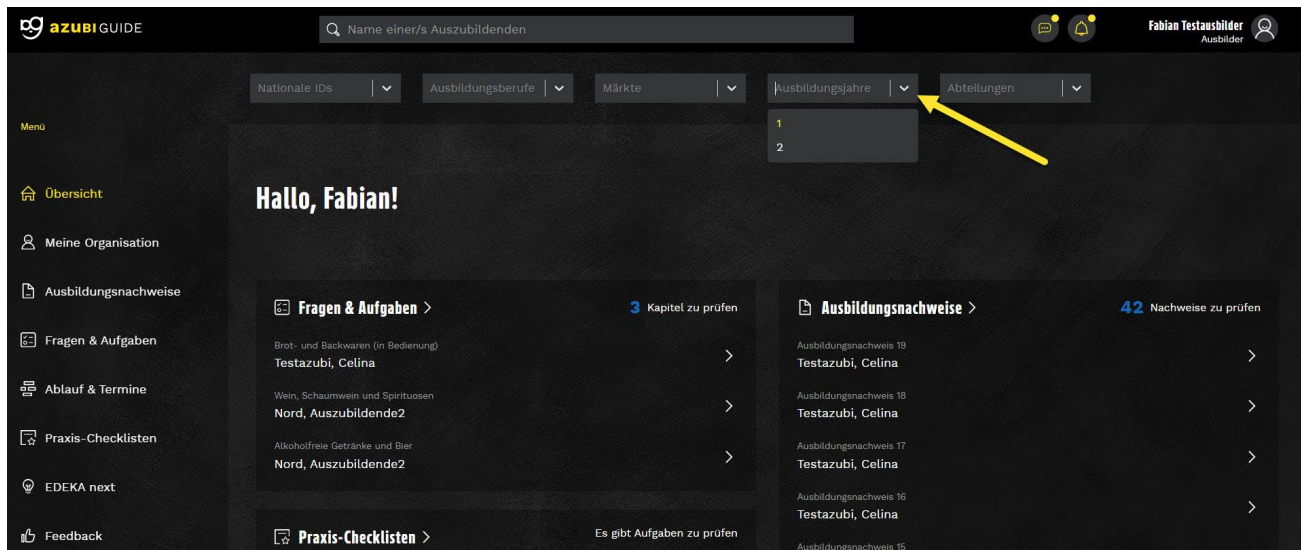 azubi GUIDE
Name einer/s Auszubildenden
Fabian Testausbilder
Ausbilder
Nationale IDs
Ausbildungsberufe
Märkte
Ausbildungsjahre
Abteilungen
1
2
Menü
Übersicht
Meine Organisation
Ausbildungsnachweise
Fragen & Aufgaben
Ablauf & Termine
Praxis-Checklisten
EDEKA next
Feedback
Hallo, Fabian!
Fragen & Aufgaben >
3 Kapitel zu prüfen
Brot- und Backwaren (in Bedienung)
Testazubi, Celina
Wein, Schaumwein und Spirituosen
Nord, Auszubildende2
Alkoholfreie Getränke und Bier
Nord, Auszubildende2
Praxis-Checklisten >
Es gibt Aufgaben zu prüfen
Ausbildungsnachweise >
42 Nachweise zu prüfen
Ausbildungsnachweis 19
Testazubi, Celina
Ausbildungsnachweis 18
Testazubi, Celina
Ausbildungsnachweis 17
Testazubi, Celina
Ausbildungsnachweis 16
Testazubi, Celina
Ausbildungsnachweis 15